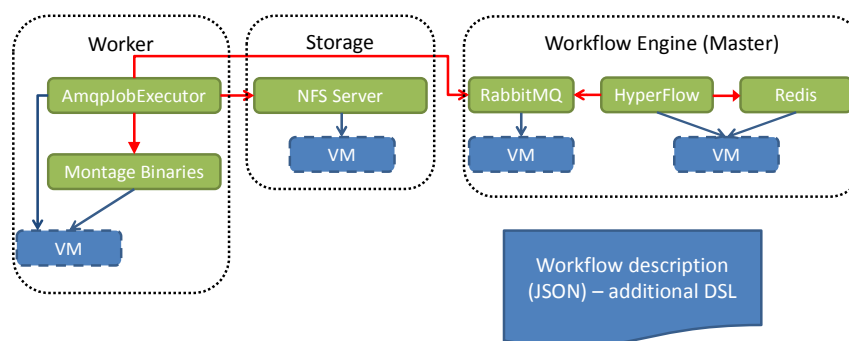 Worker
Storage
Workflow Engine (Master)
AmqpJobExecutor
NFS Server
RabbitMQ
HyperFlow
Redis
VM
VM
VM
Montage Binaries
VM
Workflow description
(JSON) – additional DSL